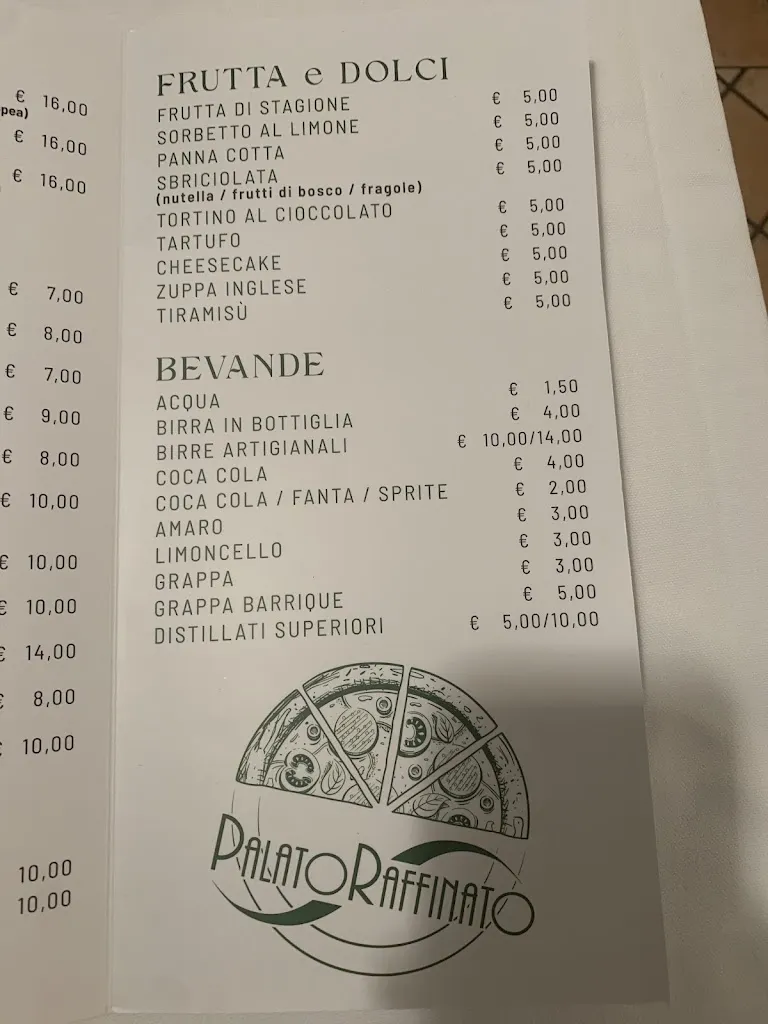 € 16,00
pea)
€ 16,00
€ 16,00
€ 7,00
€ 8,00
€ 7,00
€ 9,00
€ 8,00
€ 10,00
€ 10,00
€ 10,00
€ 14,00
€ 8,00
€ 10,00
10,00
10,00
FRUTTA e DOLCI
FRUTTA DI STAGIONE € 5,00
SORBETTO AL LIMONE € 5,00
PANNA COTTA € 5,00
SBRICIOLATA € 5,00
(nutella / frutti di bosco / fragole)
TORTINO AL CIOCCOLATO € 5,00
TARTUFO € 5,00
CHEESECAKE € 5,00
ZUPPA INGLESE € 5,00
TIRAMISÙ € 5,00
BEVANDE
ACQUA € 1,50
BIRRA IN BOTTIGLIA € 4,00
BIRRE ARTIGIANALI € 10,00/14,00
COCA COLA € 4,00
COCA COLA / FANTA / SPRITE € 2,00
AMARO € 3,00
LIMONCELLO € 3,00
GRAPPA € 3,00
GRAPPA BARRIQUE € 5,00
DISTILLATI SUPERIORI € 5,00/10,00
PALATO RAFFINATO